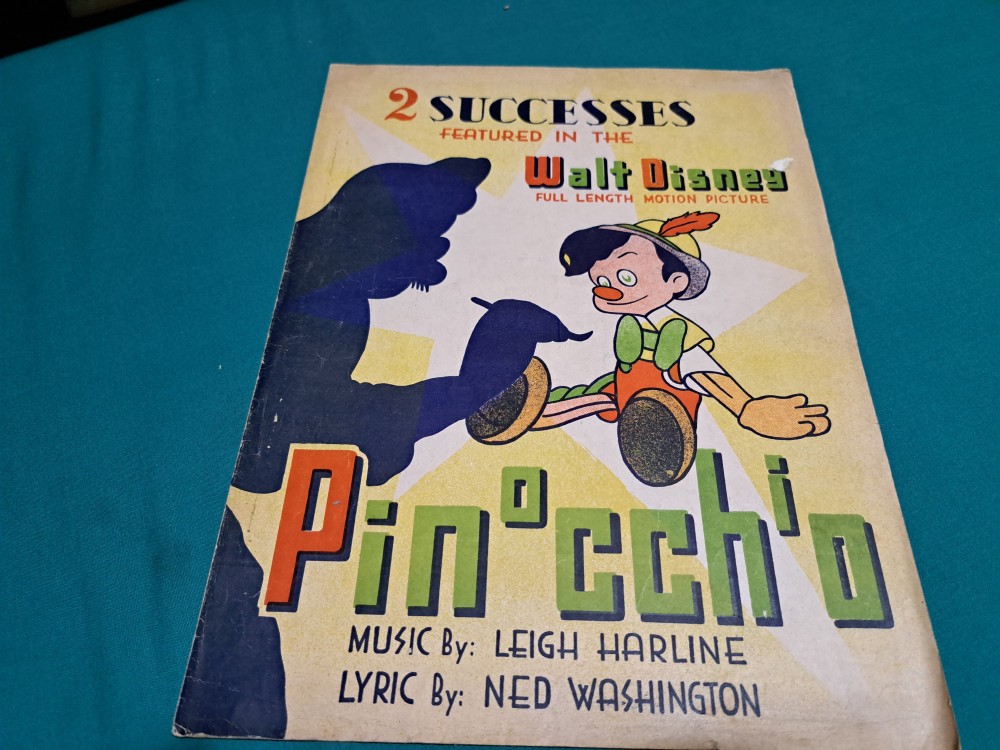 2 SUCCESSES
FEATURED IN THE
Walt Disney
FULL LENGTH MOTION PICTURE
Pinocchio
MUSIC By: LEIGH HARLINE
LYRIC By: NED WASHINGTON